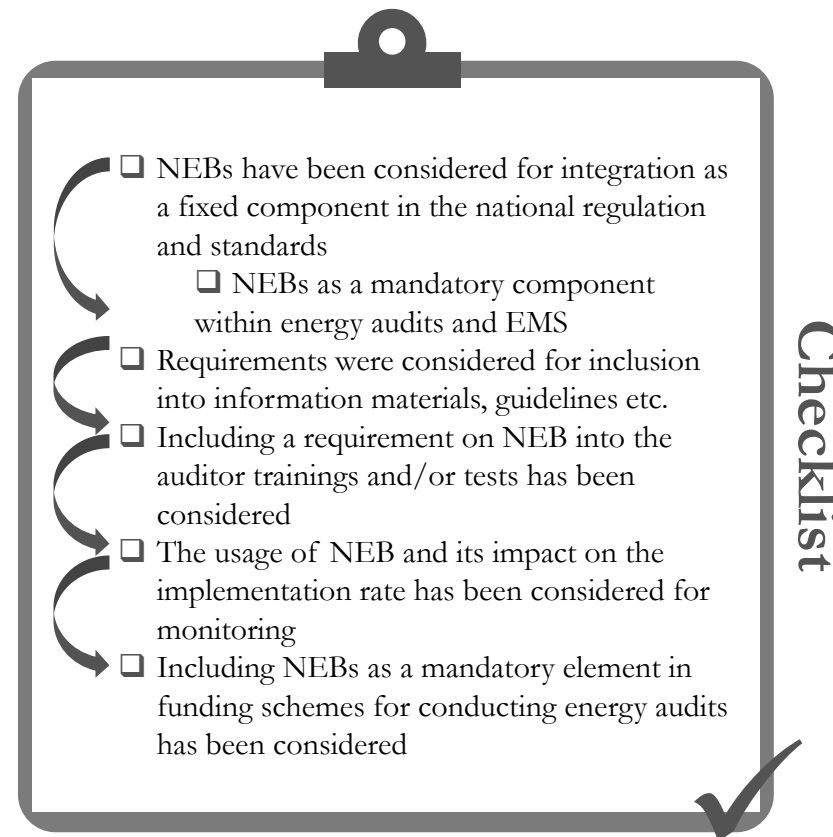 ❑ NEBs have been considered for integration as
a fixed component in the national regulation
and standards
❑ NEBs as a mandatory component
within energy audits and EMS
❑ Requirements were considered for inclusion
into information materials, guidelines etc.
❑ Including a requirement on NEB into the
auditor trainings and/or tests has been
considered
❑ The usage of NEB and its impact on the
implementation rate has been considered for
monitoring
❑ Including NEBs as a mandatory element in
funding schemes for conducting energy audits
has been considered
Checklist